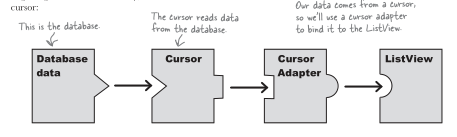 cursor:
This is the database.
The cursor reads data
from the database.
Our data comes from a cursor,
so we'll use a cursor adapter
to bind it to the ListView.
Database
data
Cursor
Cursor
Adapter
ListView